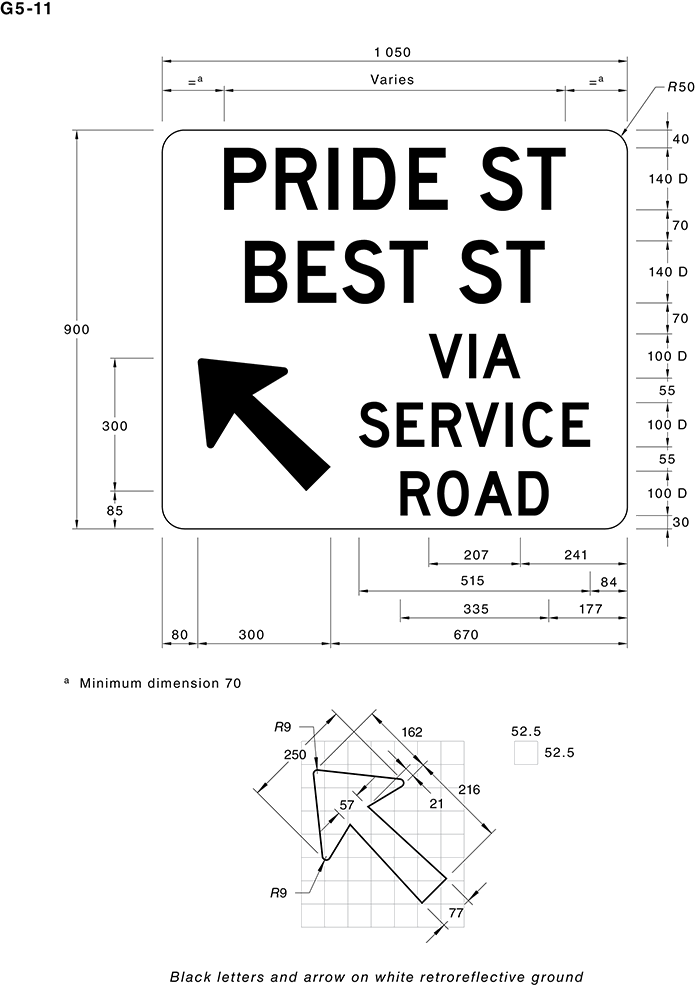 G5-11
1 050
=a Varies =a
R50
40
PRIDE ST
140 D
70
BEST ST
140 D
70
900
VIA
100 D
55
300
SERVICE
100 D
55
ROAD
100 D
85
30
207 241
515 84
335 177
80 300 670
a Minimum dimension 70
R9
162
52.5
250
52.5
216
57
21
R9
77
Black letters and arrow on white retroreflective ground